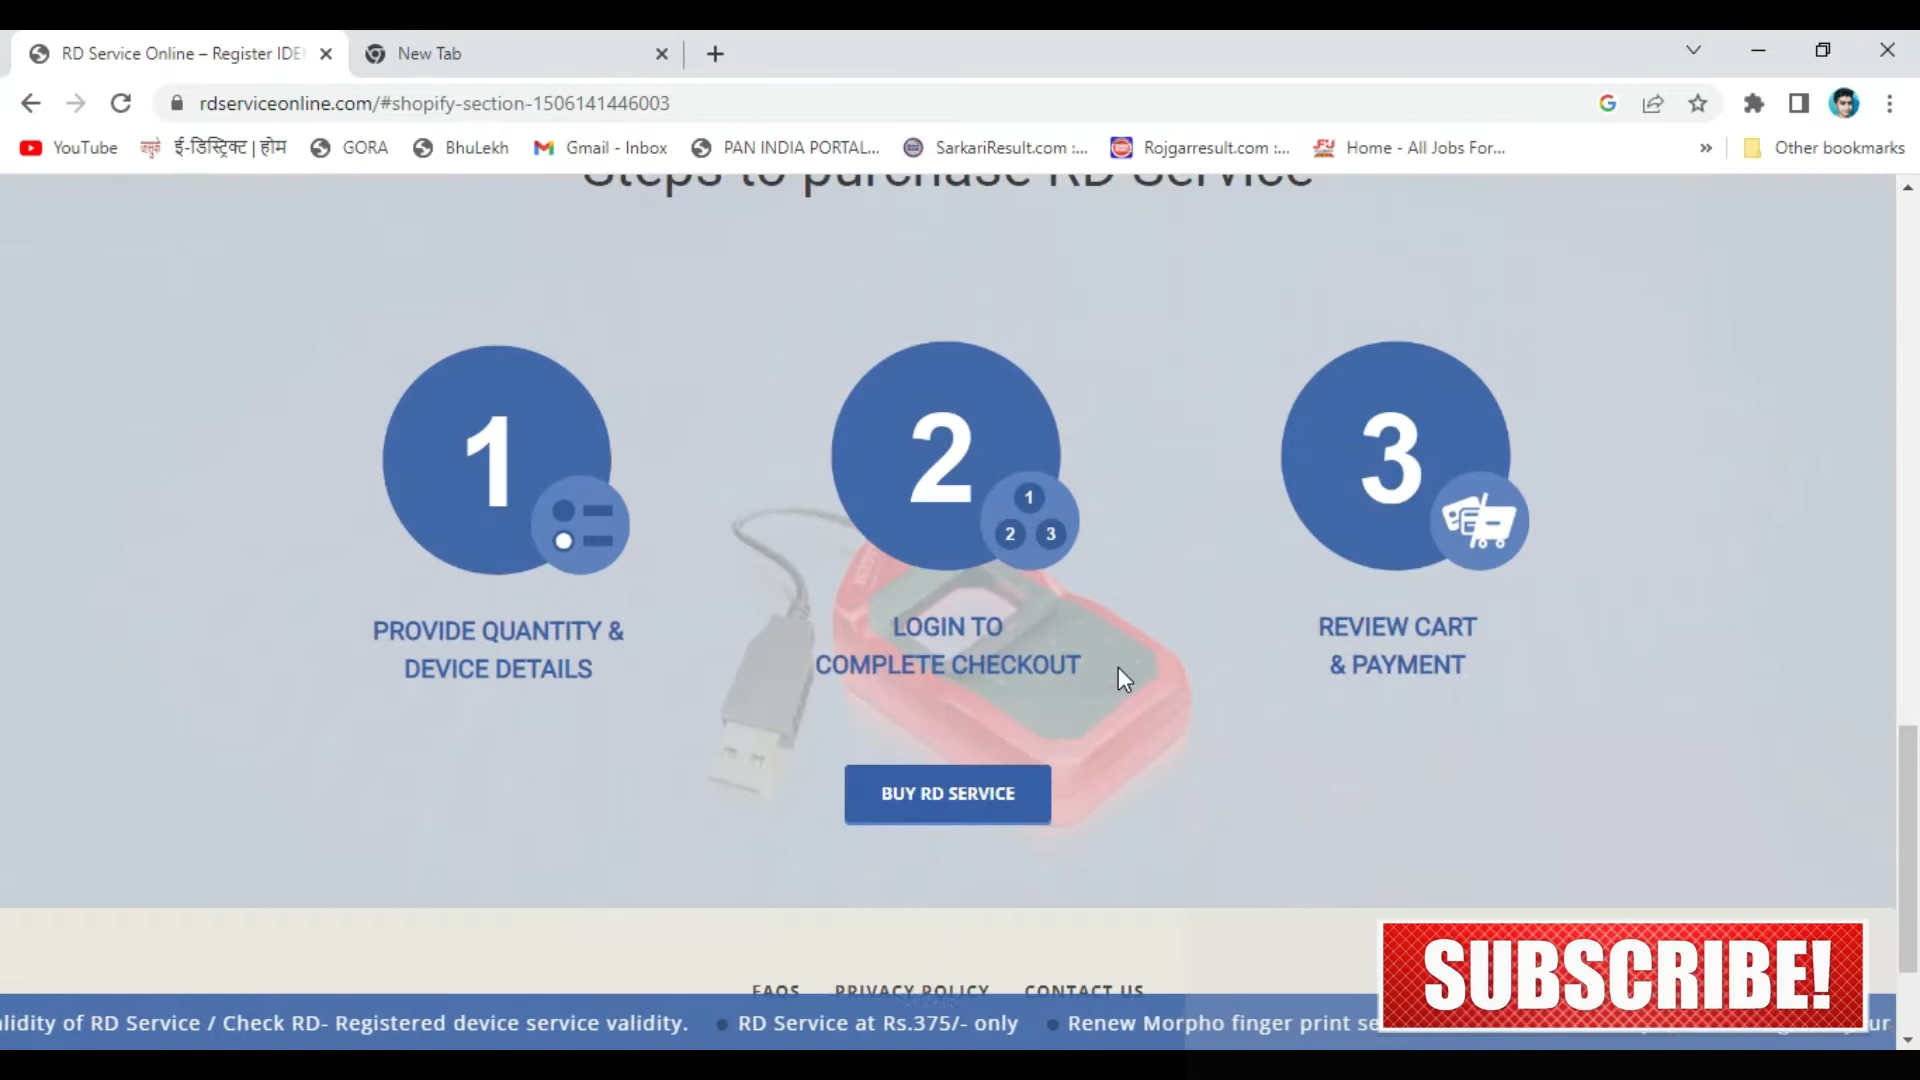 RD Service Online – Register IDE
New Tab
rdserviceonline.com/#shopify-section-1506141446003
YouTube
ई-डिस्ट्रिक्ट | होम
GORA
BhuLekh
Gmail - Inbox
PAN INDIA PORTAL...
SarkariResult.com :...
Rojgarresult.com :...
Home - All Jobs For...
»
Other bookmarks
Steps to purchase RD Service
1
2
1
2 3
3
PROVIDE QUANTITY &
DEVICE DETAILS
LOGIN TO
COMPLETE CHECKOUT
REVIEW CART
& PAYMENT
BUY RD SERVICE
FAQS PRIVACY POLICY CONTACT US
SUBSCRIBE!
lidity of RD Service / Check RD- Registered device service validity. • RD Service at Rs.375/- only • Renew Morpho finger print se